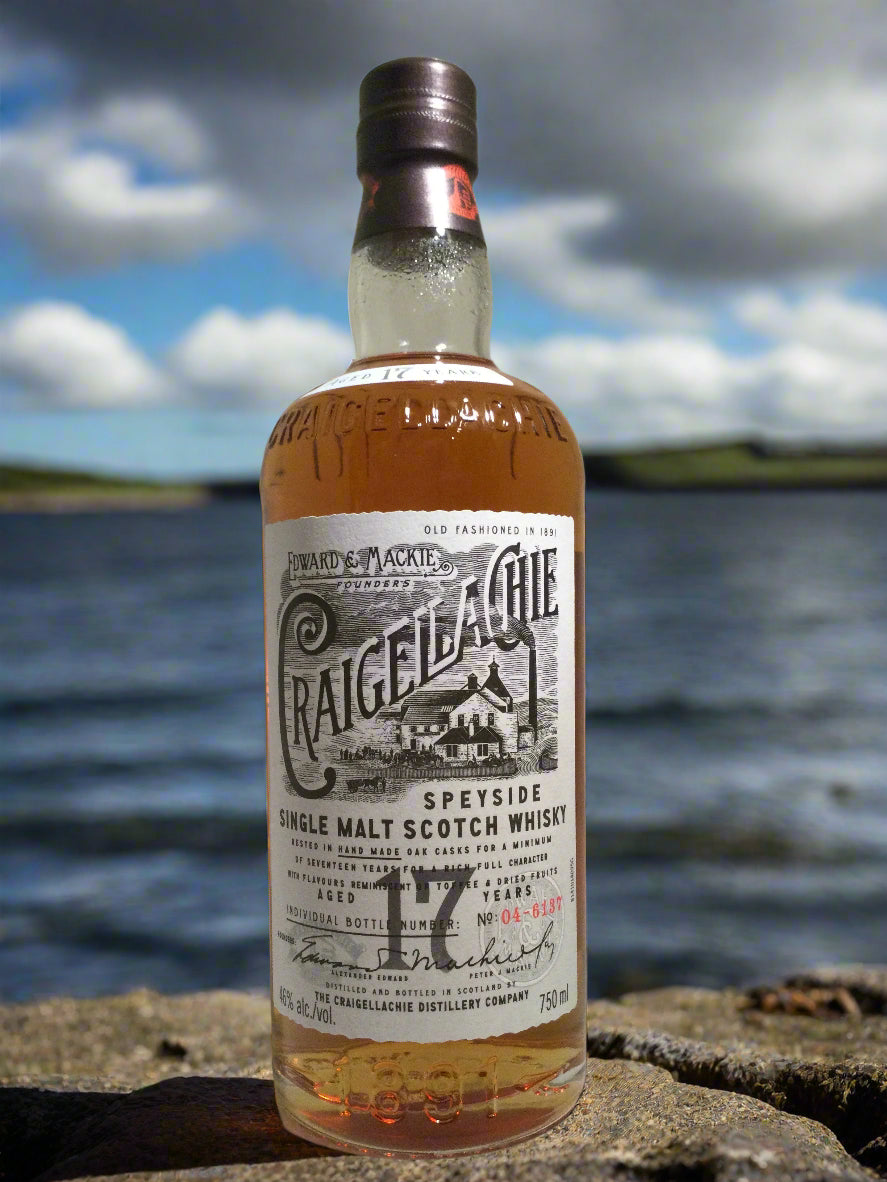 AGED 17 YEARS
CRAIGELLACHIE
OLD FASHIONED IN 1891
EDWARD & MACKIE
FOUNDERS
CRAIGELLACHIE
SPEYSIDE
SINGLE MALT SCOTCH WHISKY
RESTED IN HAND MADE OAK CASKS FOR A MINIMUM
OF SEVENTEEN YEARS FOR A RICH FULL CHARACTER
WITH FLAVOURS REMINISCENT OF TOFFEE & DRIED FRUITS
AGED 17 YEARS
INDIVIDUAL BOTTLE NUMBER: Nº: 04-6137
ALEXANDER EDWARD PETER J MACKIE
DISTILLED AND BOTTLED IN SCOTLAND BY
THE CRAIGELLACHIE DISTILLERY COMPANY
46% alc./vol. 750 ml
1891